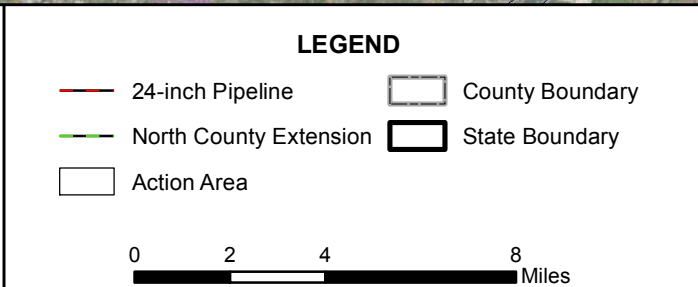 LEGEND
24-inch Pipeline
County Boundary
North County Extension
State Boundary
Action Area
0 2 4 8
Miles